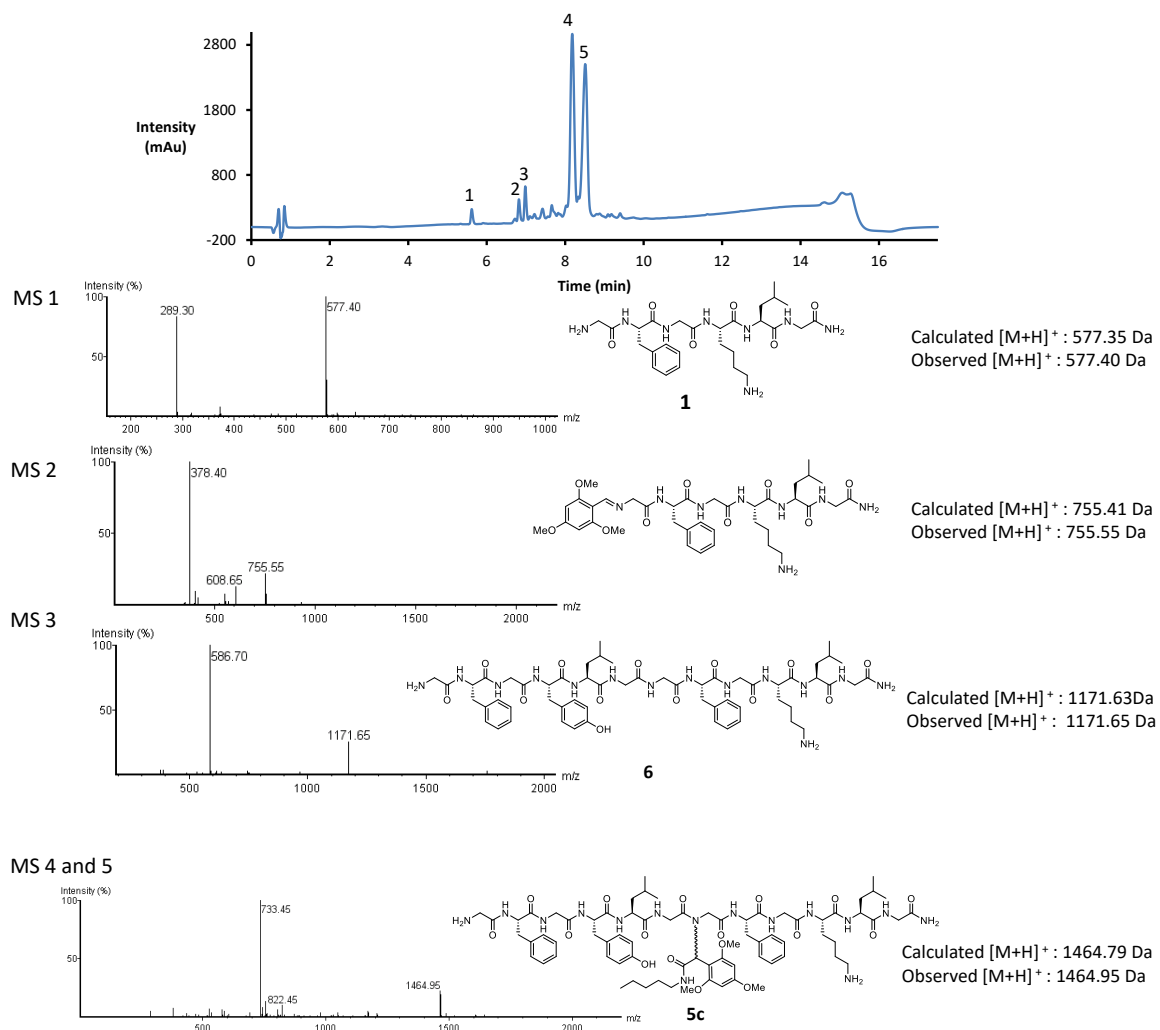 4
5
2800
1800
Intensity
(mAu)
800
1
2
3
-200
0
2
4
6
8
10
12
14
16
Time (min)
MS 1
Intensity (%)
100
289.30
577.40
50
m/z
200
300
400
500
600
700
800
900
1000
H2N
O
H
N
O
N
H
O
H
N
O
N
H
O
H
N
O
NH2
NH2
1
Calculated [M+H]+ : 577.35 Da
Observed [M+H]+ : 577.40 Da
MS 2
Intensity (%)
100
378.40
50
608.65
755.55
m/z
500
1000
1500
2000
OMe
MeO
OMe
N
O
H
N
O
N
H
O
H
N
O
N
H
O
H
N
O
NH2
NH2
Calculated [M+H]+ : 755.41 Da
Observed [M+H]+ : 755.55 Da
MS 3
Intensity (%)
100
586.70
50
1171.65
m/z
500
1000
1500
2000
H2N
O
H
N
O
N
H
O
H
N
O
N
H
O
H
N
O
N
H
O
H
N
O
N
H
O
H
N
O
N
H
O
H
N
O
NH2
OH
NH2
6
Calculated [M+H]+ : 1171.63Da
Observed [M+H]+ : 1171.65 Da
MS 4 and 5
Intensity (%)
100
733.45
50
822.45
1464.95
m/z
500
1000
1500
2000
H2N
O
H
N
O
N
H
O
H
N
O
N
H
O
H
N
O
N
O
H
N
O
N
H
O
H
N
O
N
H
O
H
N
O
NH2
OH
O
NH
OMe
MeO
OMe
NH2
5c
Calculated [M+H]+ : 1464.79 Da
Observed [M+H]+ : 1464.95 Da